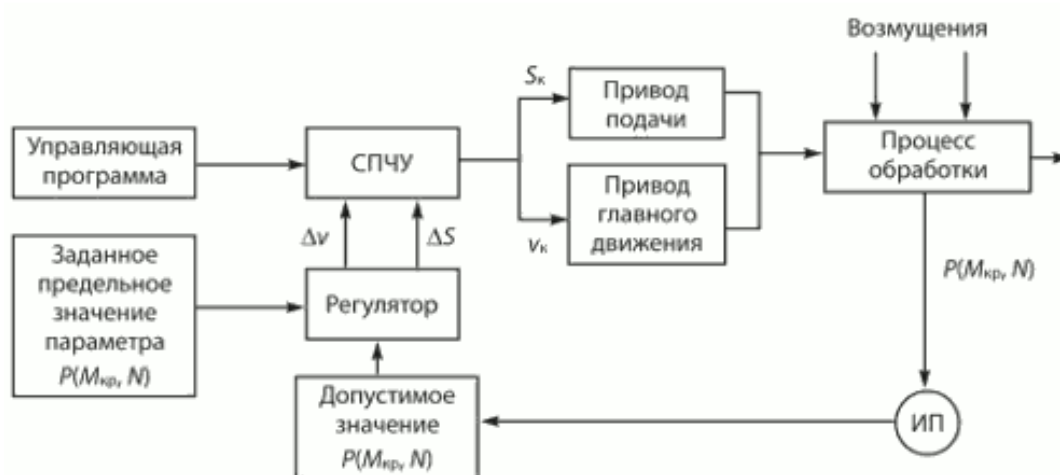 Возмущения
Sк
Привод
подачи
Управляющая
программа
СПЧУ
Процесс
обработки
Привод
главного
движения
vк
Δv
ΔS
Заданное
предельное
значение
параметра
P(Mкр, N)
Регулятор
P(Mкр, N)
Допустимое
значение
P(Mкр, N)
ИП